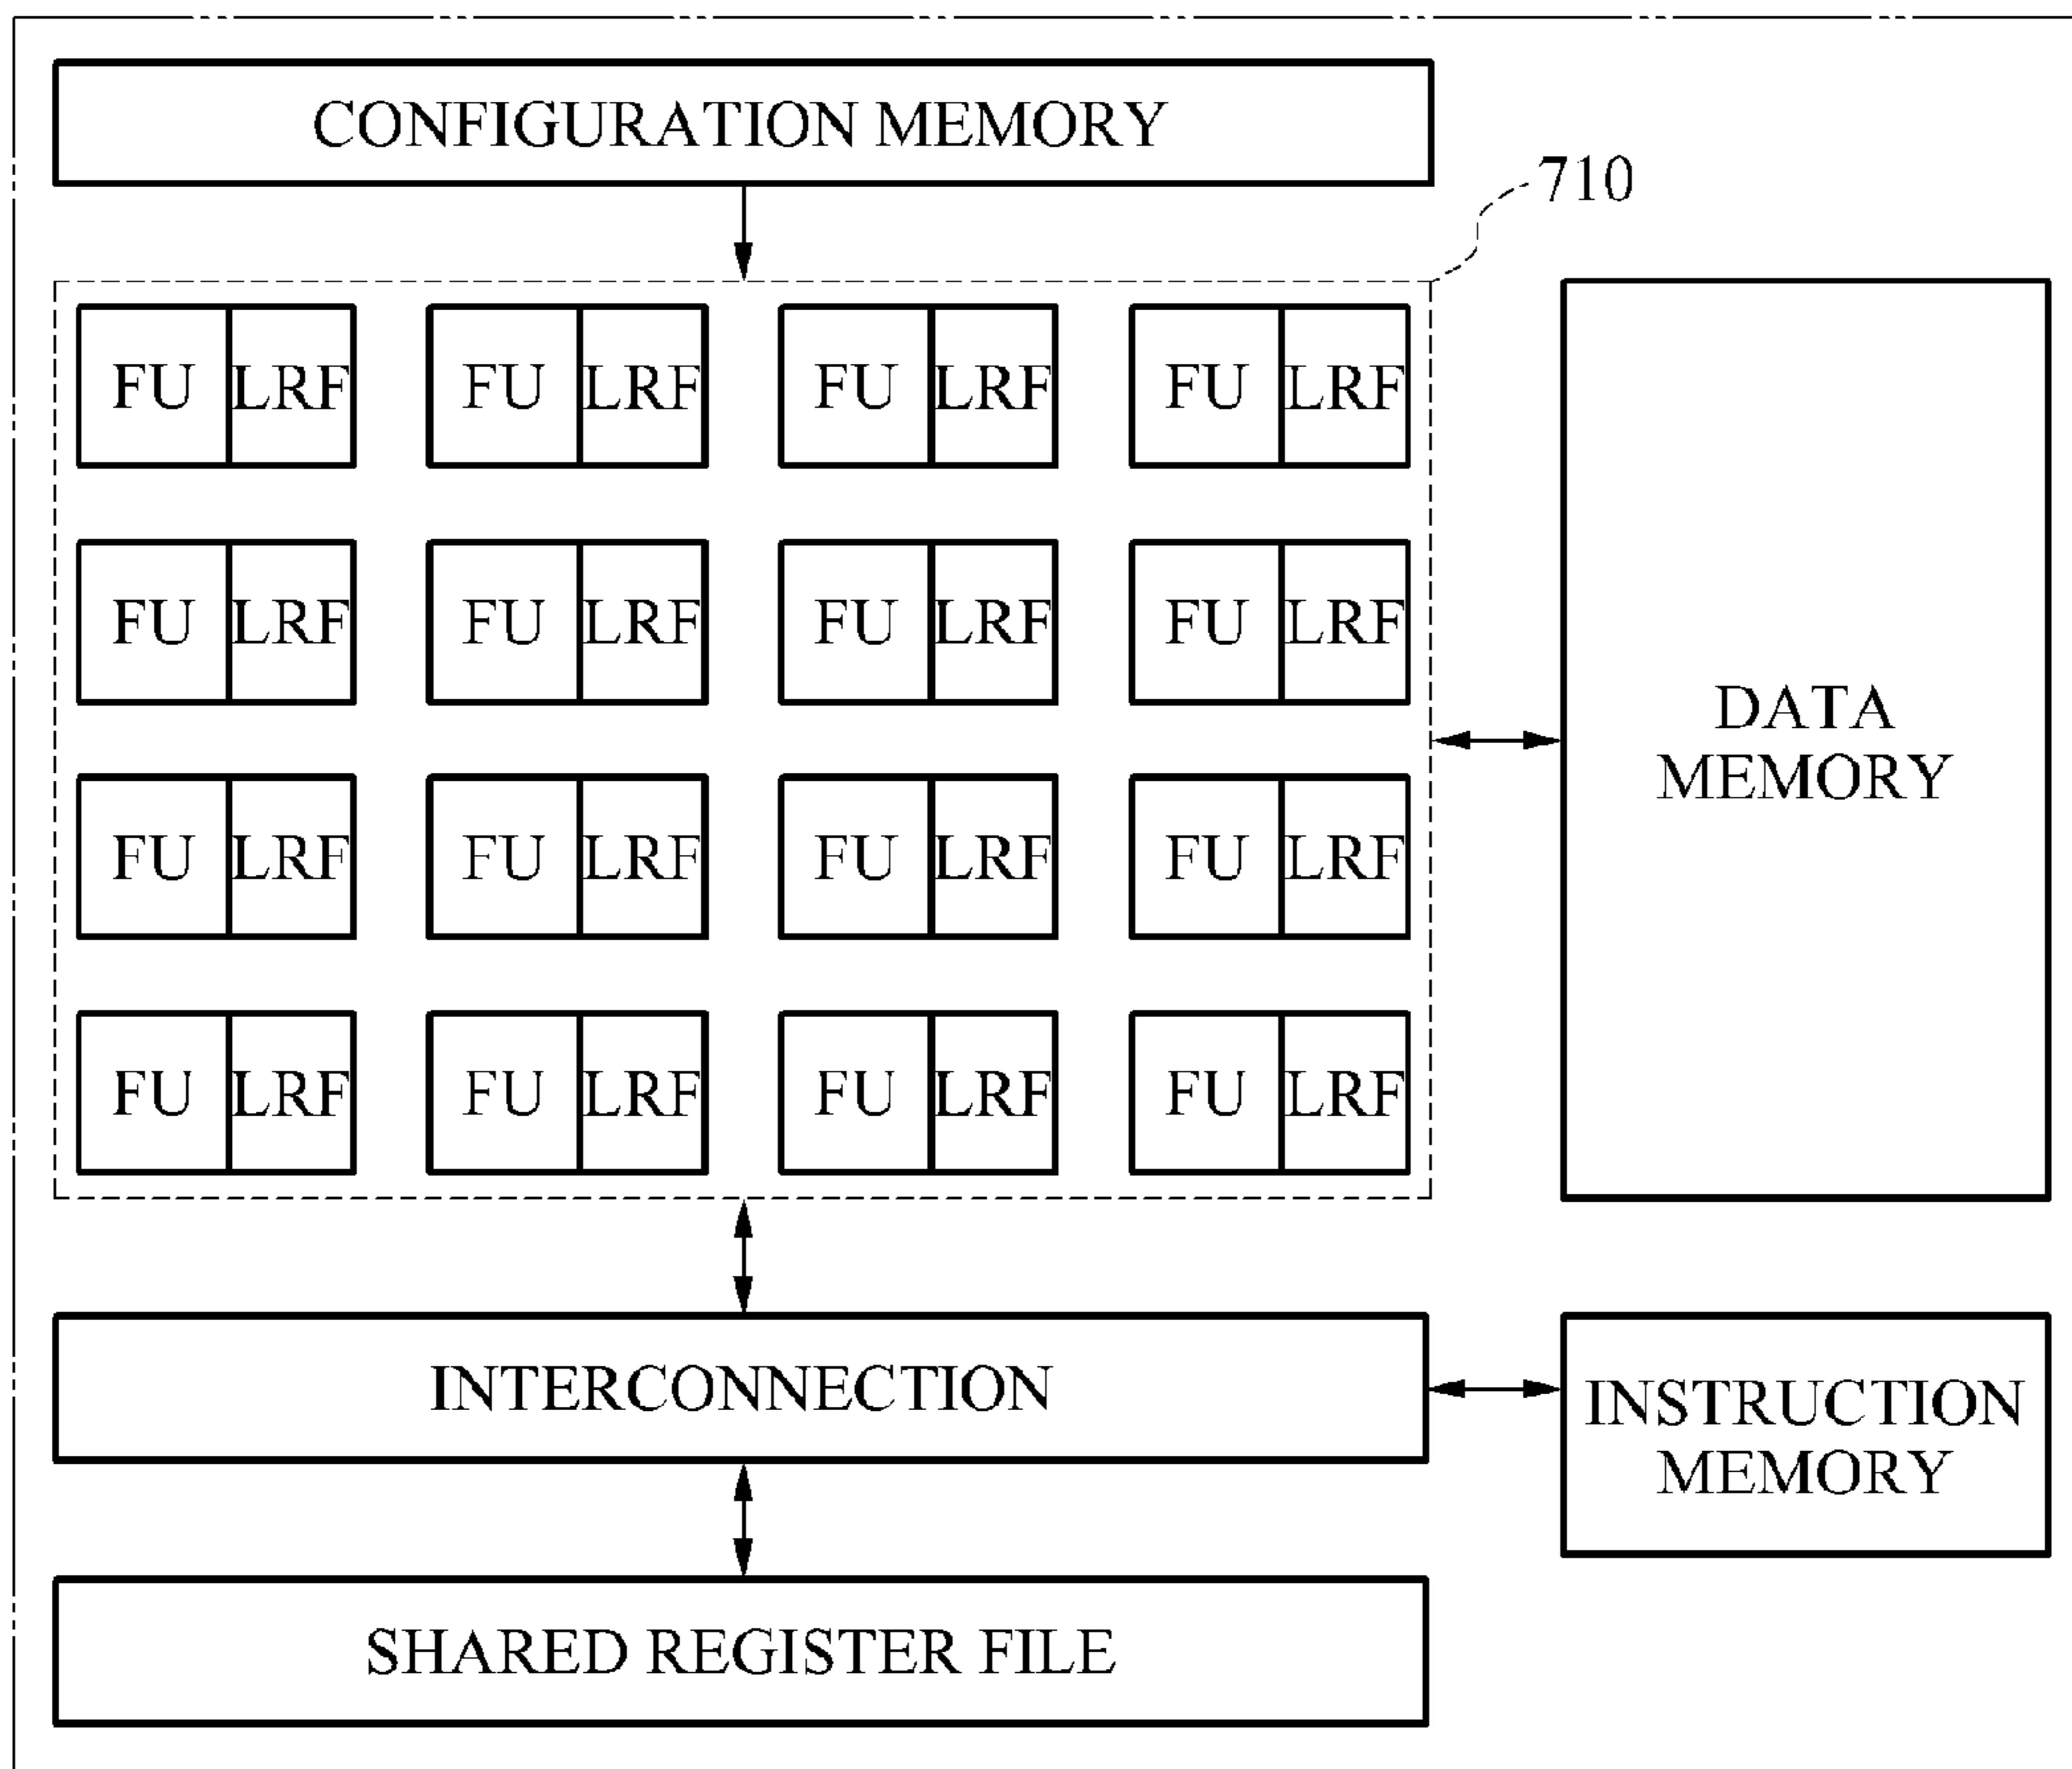 CONFIGURATION MEMORY
710
FU LRF FU LRF FU LRF FU LRF
FU LRF FU LRF FU LRF FU LRF
FU LRF FU LRF FU LRF FU LRF
FU LRF FU LRF FU LRF FU LRF
DATA
MEMORY
INTERCONNECTION
INSTRUCTION
MEMORY
SHARED REGISTER FILE